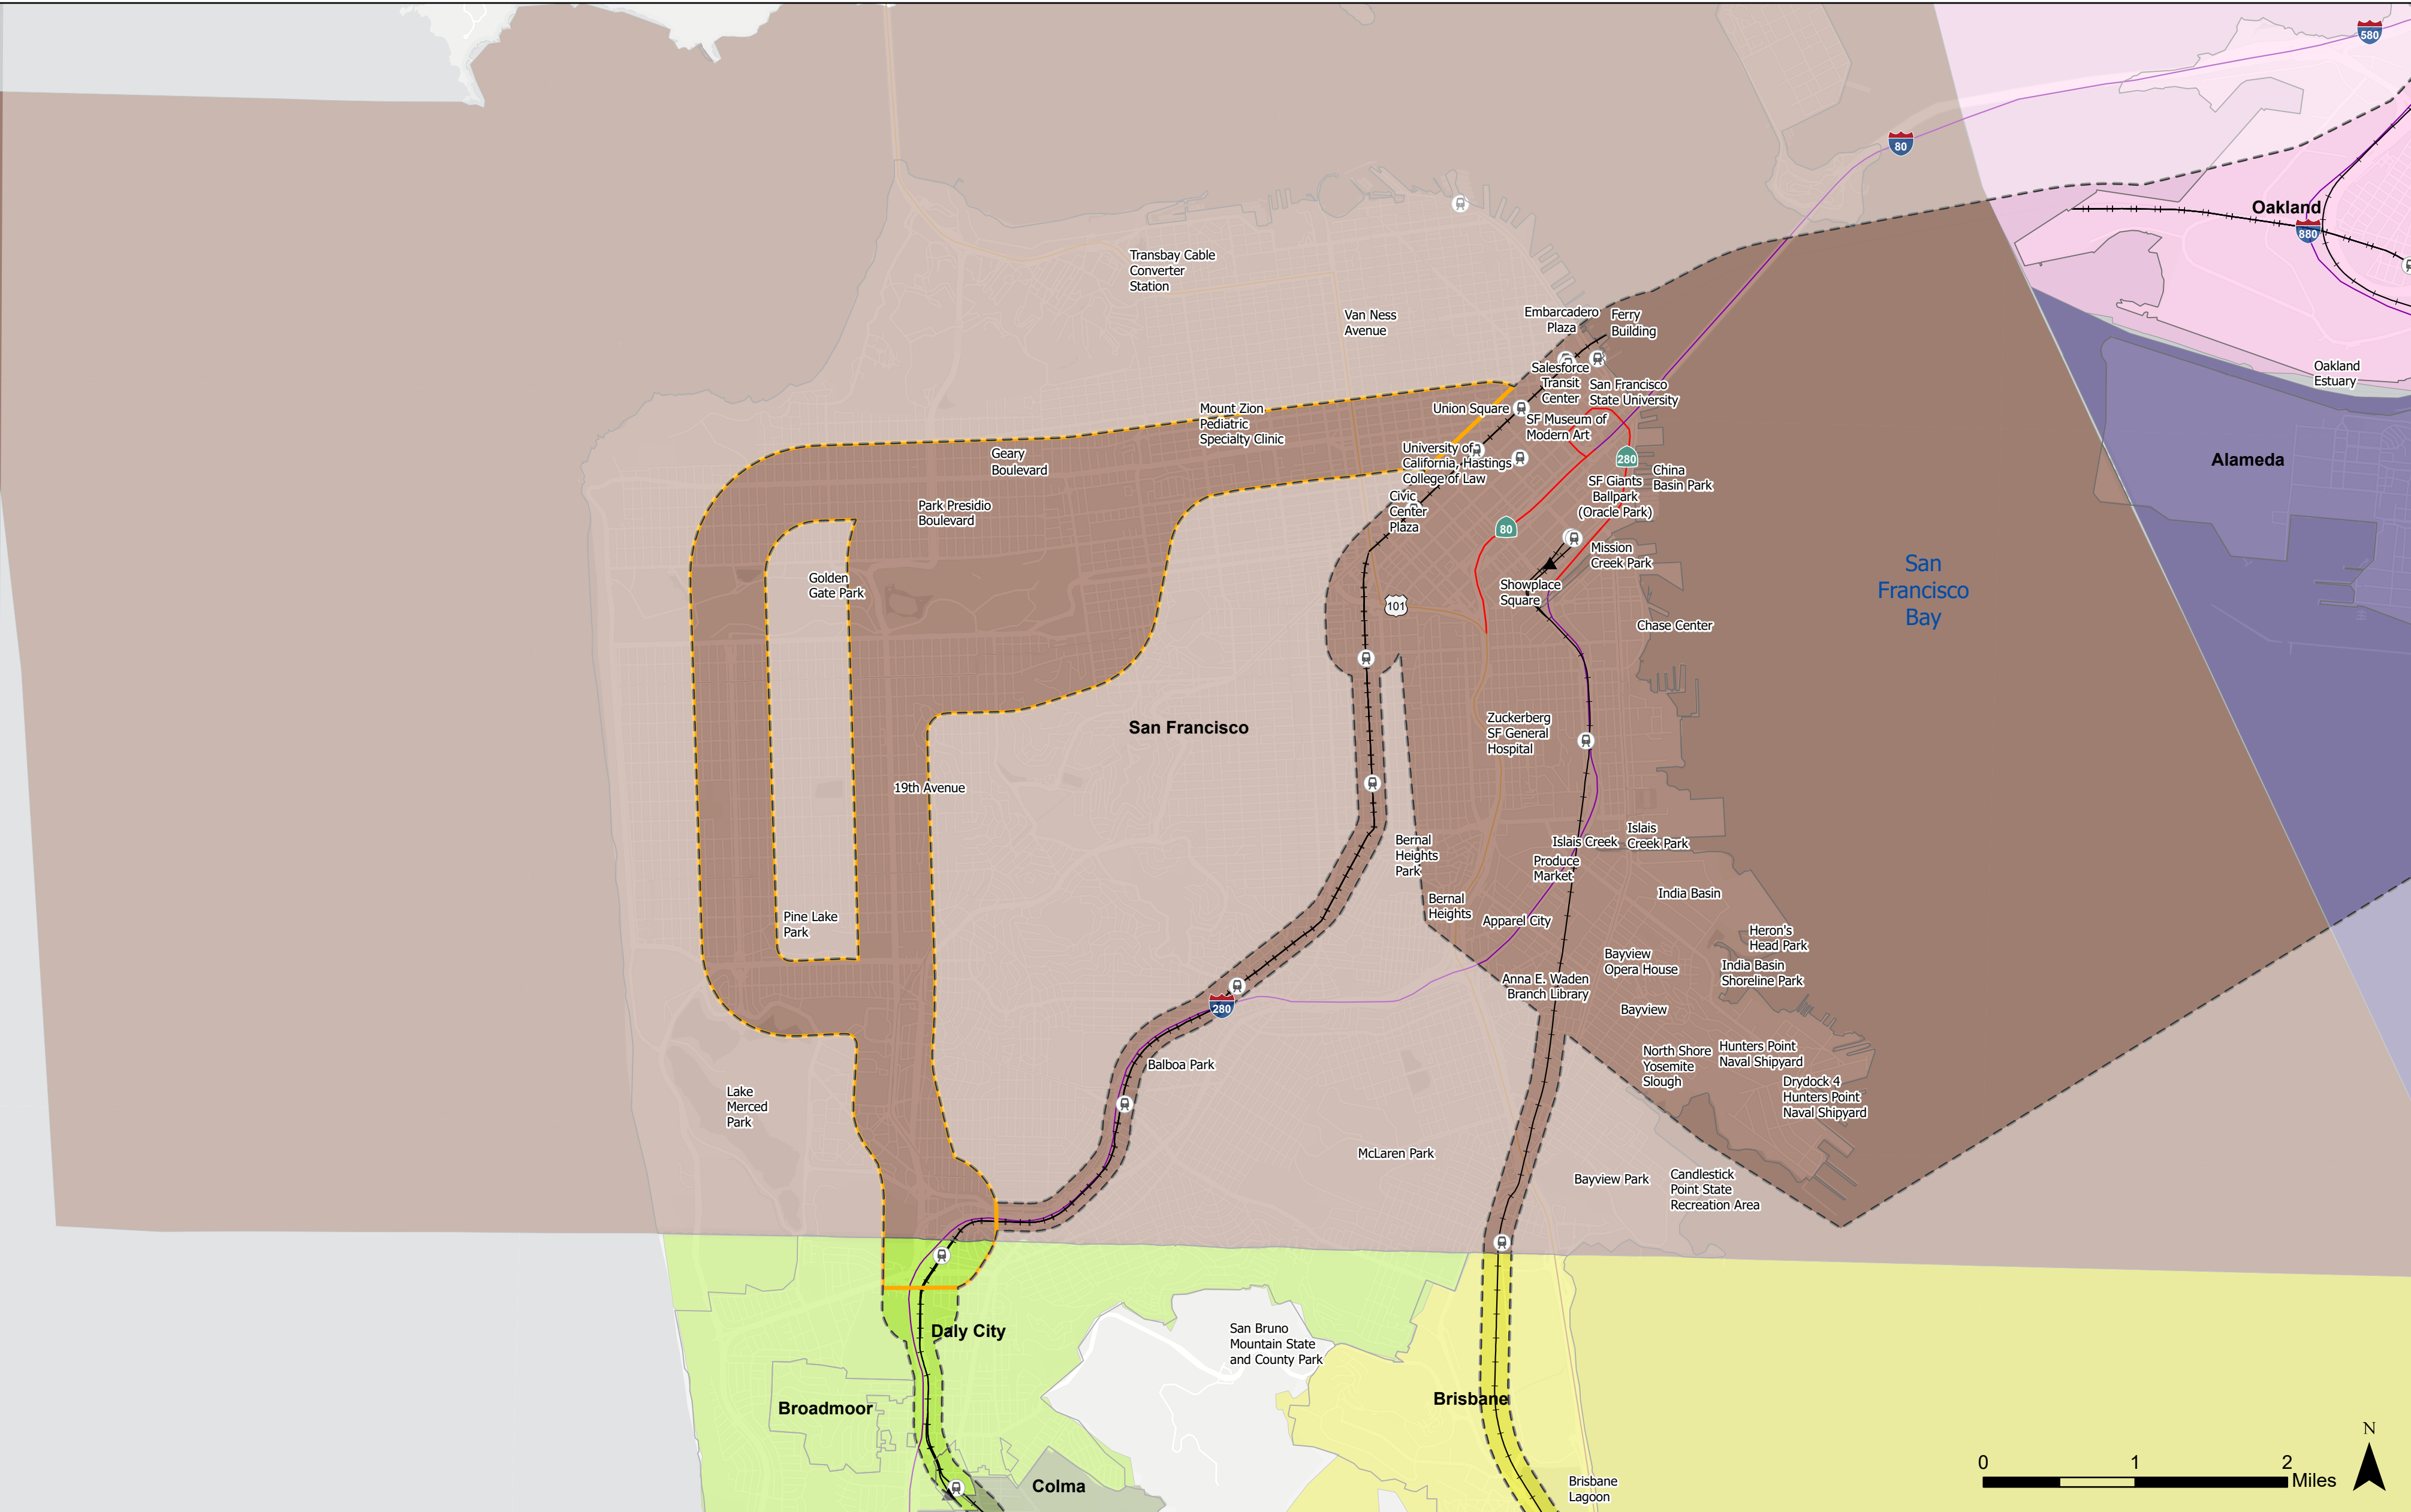 580
80
Oakland
880
Transbay Cable
Converter
Station
Van Ness
Avenue
Embarcadero
Plaza
Ferry
Building
Oakland
Estuary
Salesforce
Transit
Center
San Francisco
State University
Mount Zion
Pediatric
Specialty Clinic
Union Square
SF Museum of
Modern Art
Geary
Boulevard
University of
California, Hastings
College of Law
280
China
Basin Park
Alameda
SF Giants
Ballpark
(Oracle Park)
Park Presidio
Boulevard
Civic
Center
Plaza
80
Mission
Creek Park
San
Francisco
Bay
Golden
Gate Park
Showplace
Square
101
Chase Center
San Francisco
Zuckerberg
SF General
Hospital
19th Avenue
Bernal
Heights
Park
Islais Creek
Islais
Creek Park
Produce
Market
India Basin
Bernal
Heights
Apparel City
Pine Lake
Park
Heron's
Head Park
Bayview
Opera House
India Basin
Shoreline Park
Anna E. Waden
Branch Library
280
Bayview
Balboa Park
North Shore
Yosemite
Slough
Hunters Point
Naval Shipyard
Drydock 4
Hunters Point
Naval Shipyard
Lake
Merced
Park
McLaren Park
Bayview Park
Candlestick
Point State
Recreation Area
Daly City
San Bruno
Mountain State
and County Park
Brisbane
Broadmoor
Colma
Brisbane
Lagoon
N
0 1 2
Miles